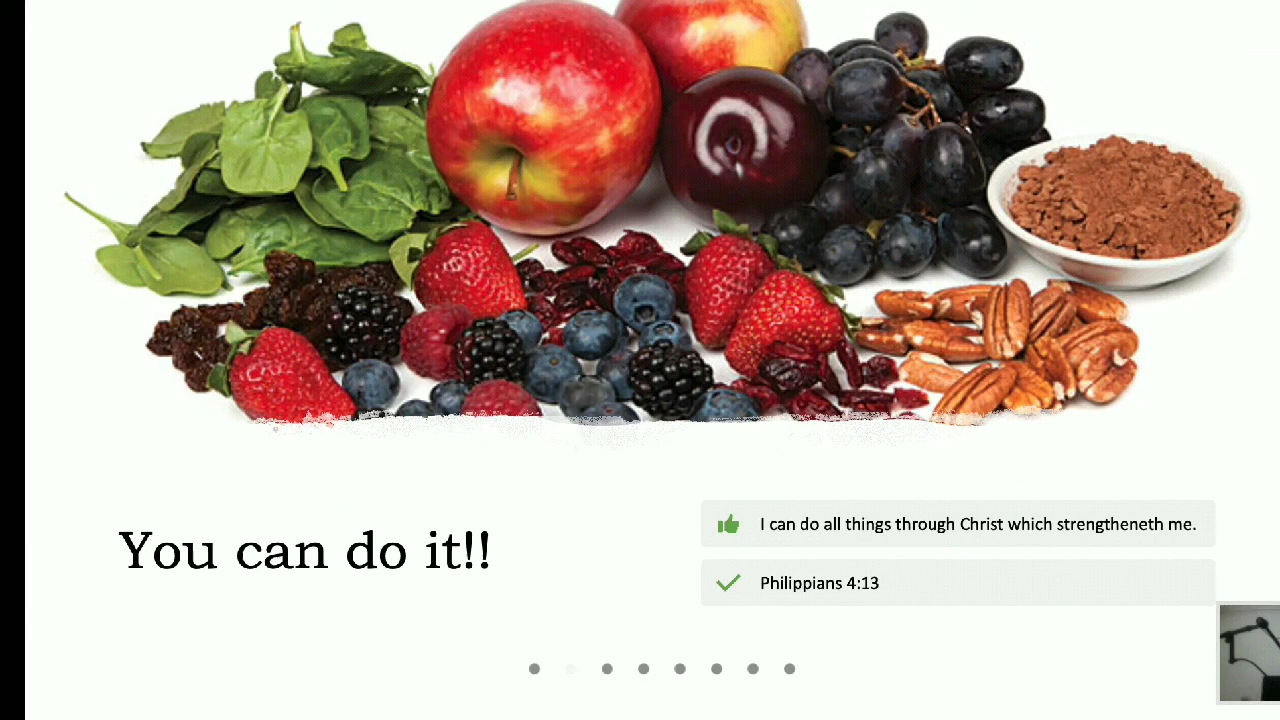 You can do it!!
I can do all things through Christ which strengtheneth me.
Philippians 4:13